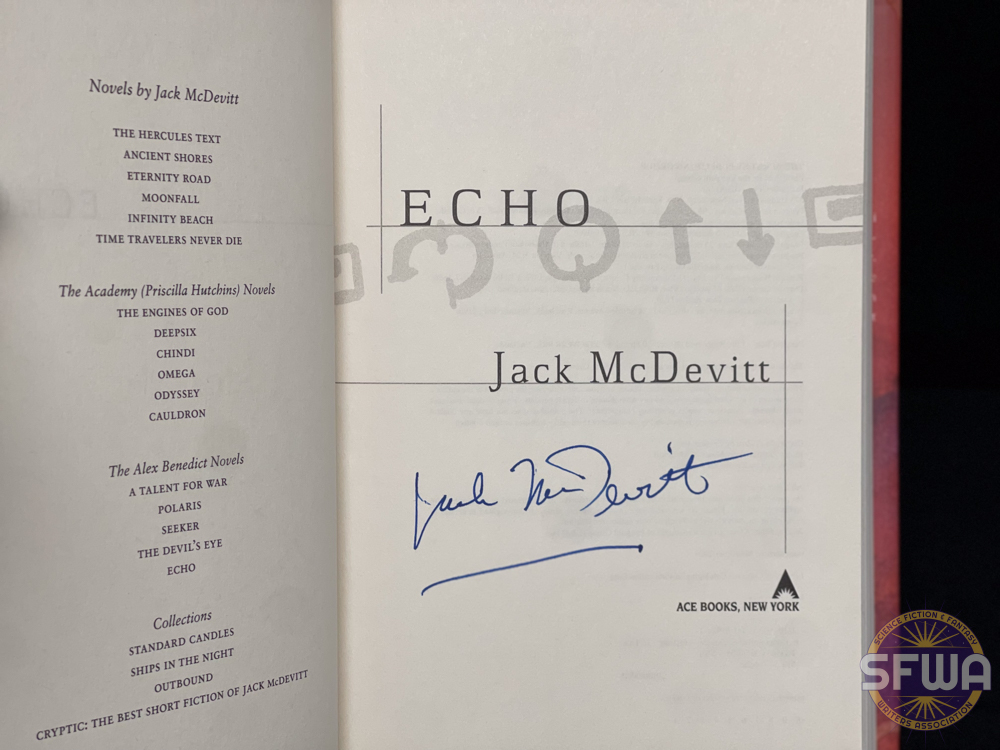 Novels by Jack McDevitt
THE HERCULES TEXT
ANCIENT SHORES
ETERNITY ROAD
MOONFALL
INFINITY BEACH
TIME TRAVELERS NEVER DIE
The Academy (Priscilla Hutchins) Novels
THE ENGINES OF GOD
DEEPSIX
CHINDI
OMEGA
ODYSSEY
CAULDRON
The Alex Benedict Novels
A TALENT FOR WAR
POLARIS
SEEKER
THE DEVIL'S EYE
ECHO
Collections
STANDARD CANDLES
SHIPS IN THE NIGHT
OUTBOUND
CRYPTIC: THE BEST SHORT FICTION OF JACK McDEVITT
ECHO
Jack McDevitt
Jack McDevitt
ACE BOOKS, NEW YORK
SCIENCE FICTION & FANTASY
SFWA
WRITERS ASSOCIATION